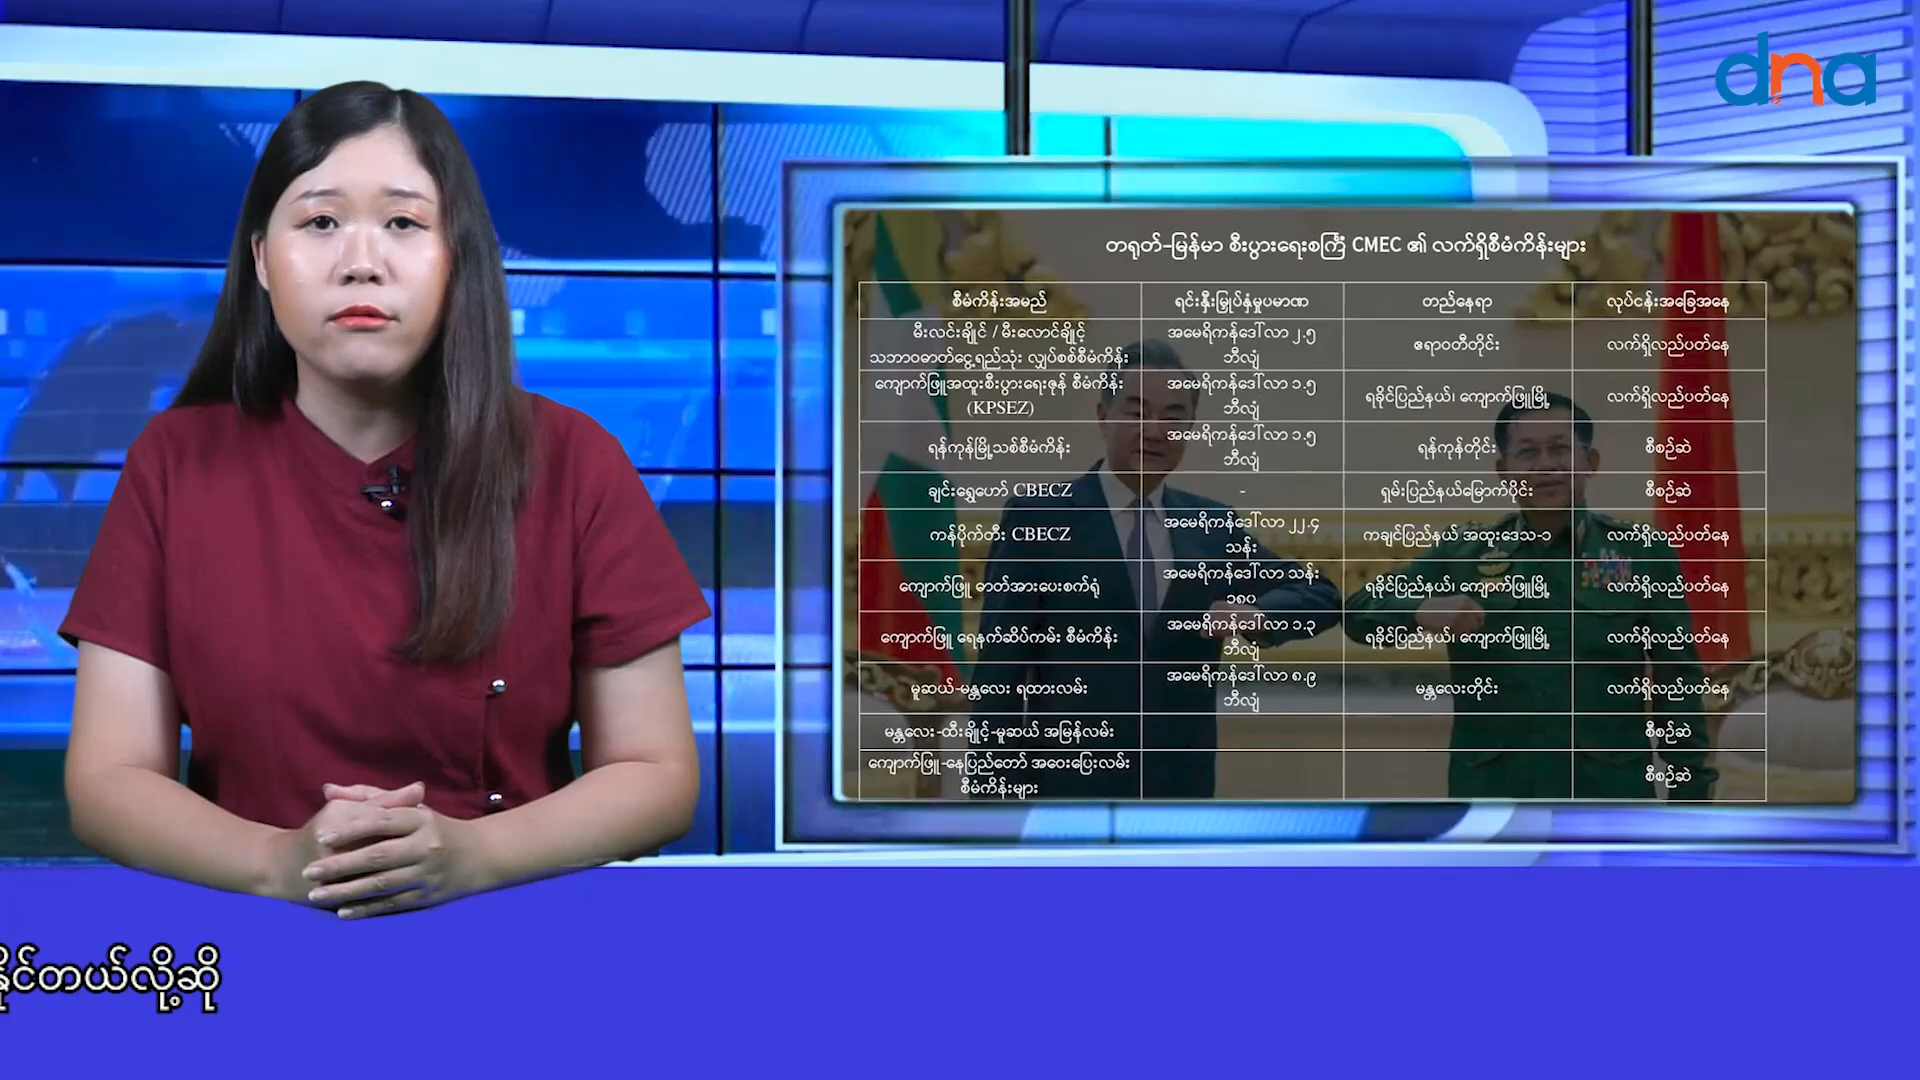 dna
တရုတ်-မြန်မာ စီးပွားရေးစင်္ကြံ CMEC ၏ လက်ရှိစီမံကိန်းများ
စီမံကိန်းအမည် ရင်းနှီးမြှုပ်နှံမှုပမာဏ တည်နေရာ လုပ်ငန်းအခြေအနေ
မီးလင်းချိုင် / မီးလောင်ချိုင့် အမေရိကန်ဒေါ်လာ ၂.၅
သဘာဝဓာတ်ငွေ့ရည်သုံး လျှပ်စစ်စီမံကိန်း ဘီလျံ ဧရာဝတီတိုင်း လက်ရှိလည်ပတ်နေ
ကျောက်ဖြူအထူးစီးပွားရေးဇုန် စီမံကိန်း အမေရိကန်ဒေါ်လာ ၁.၅
(KPSEZ) ဘီလျံ ရခိုင်ပြည်နယ်၊ ကျောက်ဖြူမြို့ လက်ရှိလည်ပတ်နေ
ရန်ကုန်မြို့သစ်စီမံကိန်း အမေရိကန်ဒေါ်လာ ၁.၅
ဘီလျံ ရန်ကုန်တိုင်း စီစဉ်ဆဲ
ချင်းရွှေဟော် CBECZ - ရှမ်းပြည်နယ်မြောက်ပိုင်း စီစဉ်ဆဲ
ကန်ပိုက်တီး CBECZ အမေရိကန်ဒေါ်လာ ၂၂.၄
သန်း ကချင်ပြည်နယ် အထူးဒေသ-၁ လက်ရှိလည်ပတ်နေ
ကျောက်ဖြူ ဓာတ်အားပေးစက်ရုံ အမေရိကန်ဒေါ်လာ သန်း
၁၈၀ ရခိုင်ပြည်နယ်၊ ကျောက်ဖြူမြို့ လက်ရှိလည်ပတ်နေ
ကျောက်ဖြူ ရေနက်ဆိပ်ကမ်း စီမံကိန်း အမေရိကန်ဒေါ်လာ ၁.၃
ဘီလျံ ရခိုင်ပြည်နယ်၊ ကျောက်ဖြူမြို့ လက်ရှိလည်ပတ်နေ
မူဆယ်-မန္တလေး ရထားလမ်း အမေရိကန်ဒေါ်လာ ၈.၉
ဘီလျံ မန္တလေးတိုင်း လက်ရှိလည်ပတ်နေ
မန္တလေး-ထီးချိုင့်-မူဆယ် အမြန်လမ်း စီစဉ်ဆဲ
ကျောက်ဖြူ-နေပြည်တော် အဝေးပြေးလမ်း
စီမံကိန်းများ စီစဉ်ဆဲ
နိုင်တယ်လို့ဆို